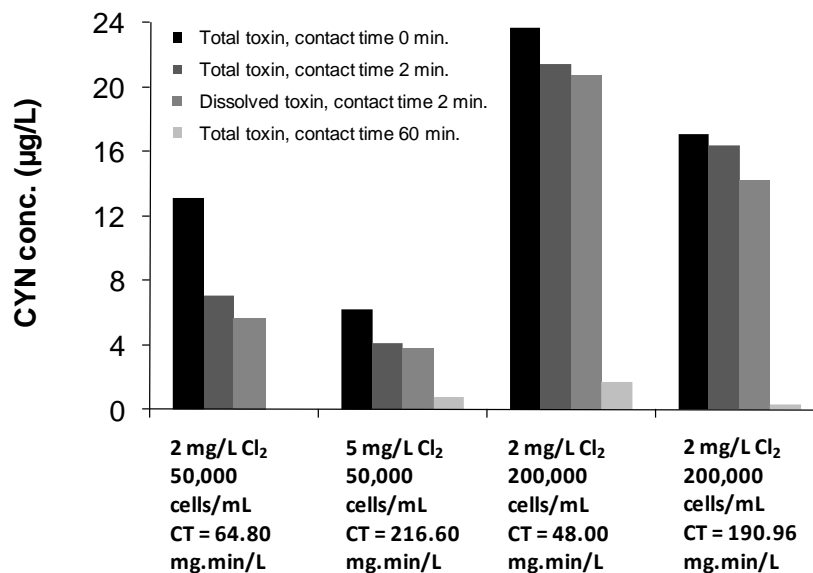 24
20
16
12
8
4
0
CYN conc. (µg/L)
Total toxin, contact time 0 min.
Total toxin, contact time 2 min.
Dissolved toxin, contact time 2 min.
Total toxin, contact time 60 min.
2 mg/L Cl₂
50,000
cells/mL
CT = 64.80
mg.min/L
5 mg/L Cl₂
50,000
cells/mL
CT = 216.60
mg.min/L
2 mg/L Cl₂
200,000
cells/mL
CT = 48.00
mg.min/L
2 mg/L Cl₂
200,000
cells/mL
CT = 190.96
mg.min/L